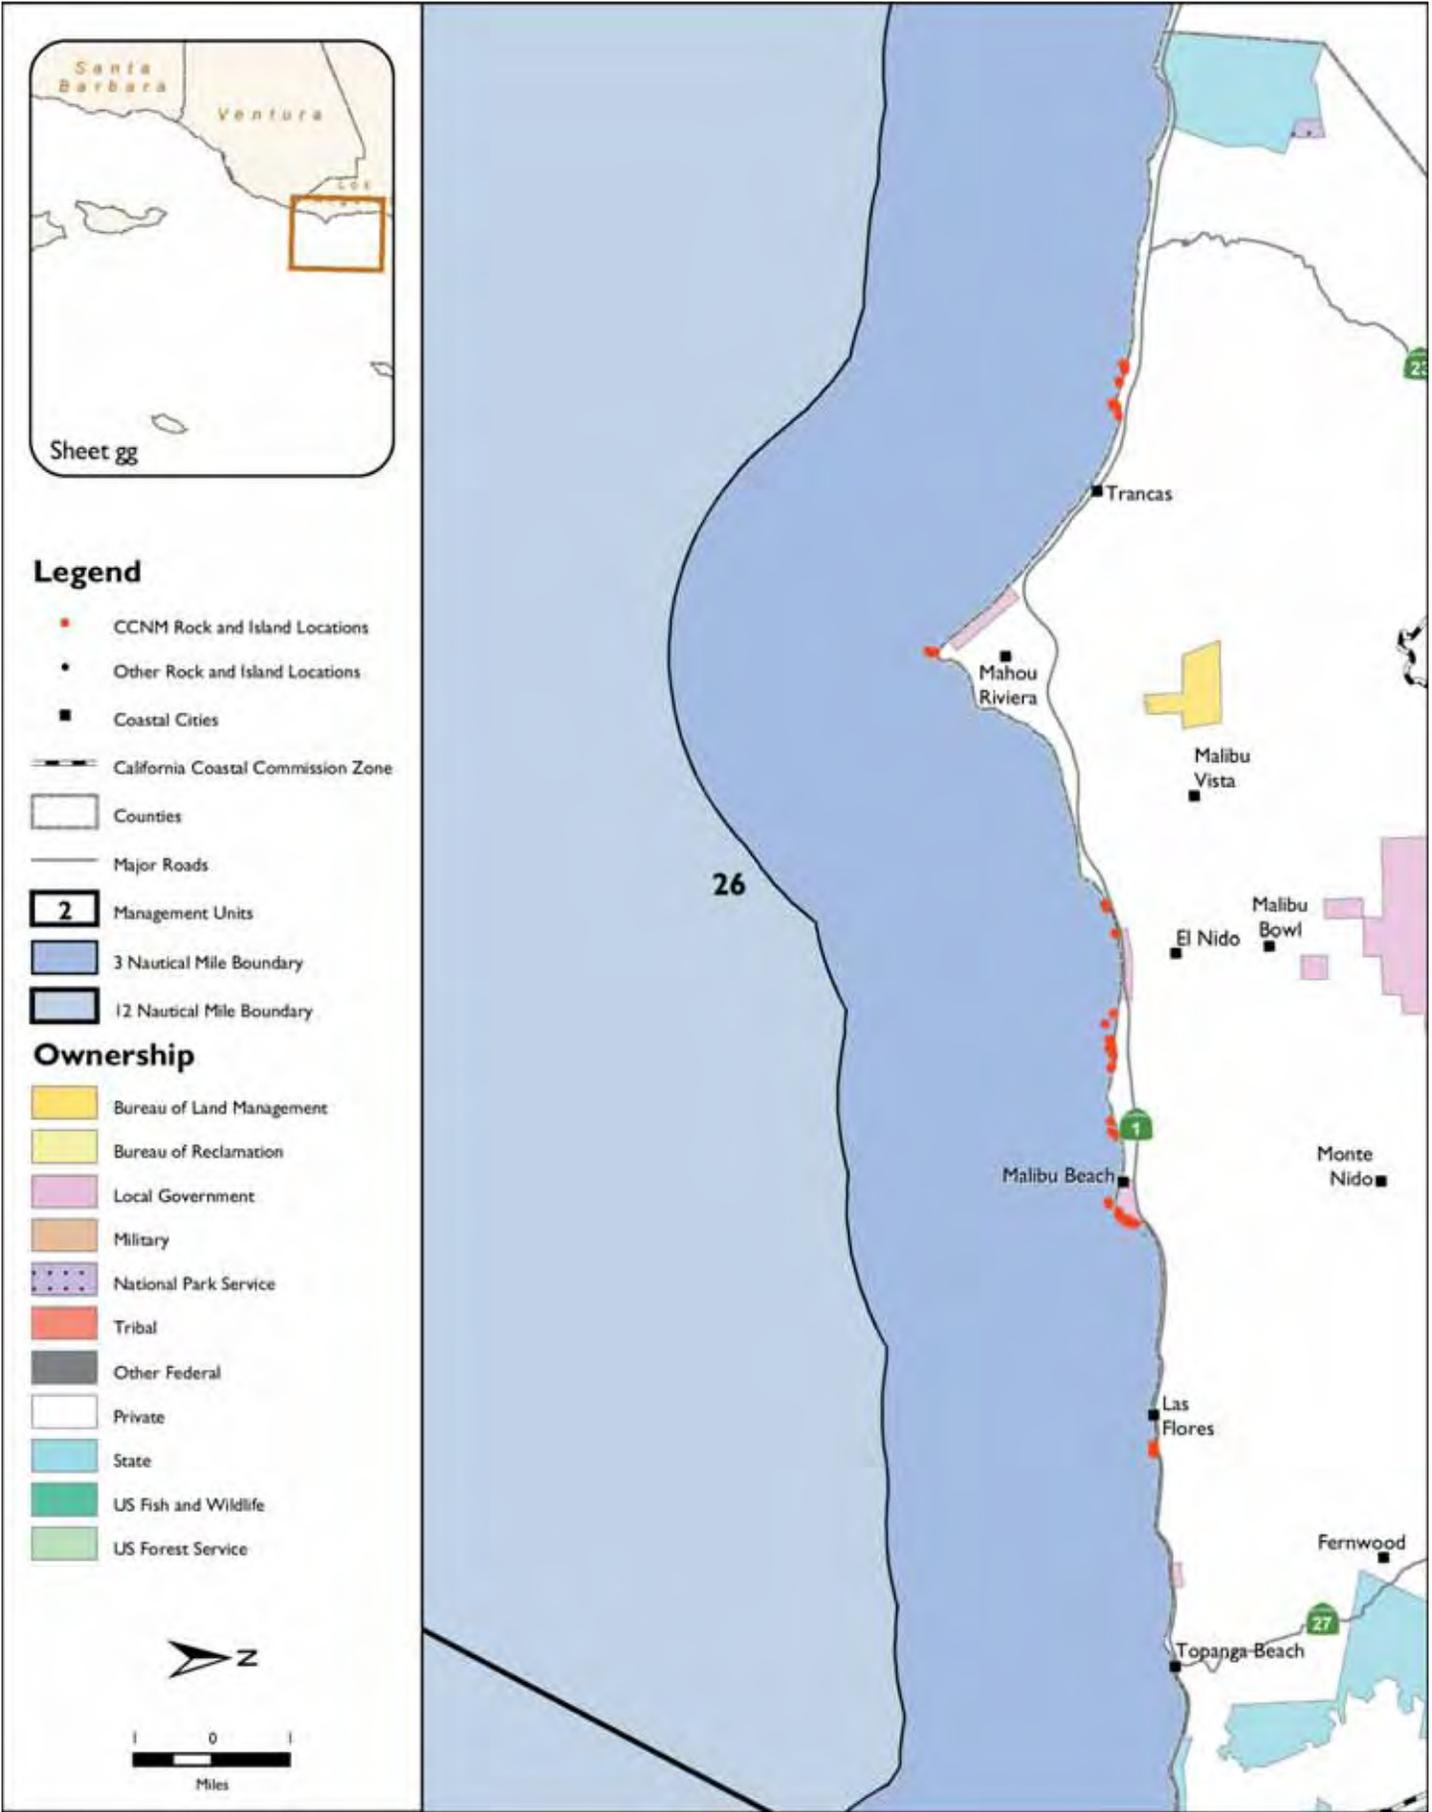 Santa
Barbara
Ventura
Los
Sheet gg
Legend
CCNM Rock and Island Locations
Other Rock and Island Locations
Coastal Cities
California Coastal Commission Zone
Counties
Major Roads
2
Management Units
3 Nautical Mile Boundary
12 Nautical Mile Boundary
Ownership
Bureau of Land Management
Bureau of Reclamation
Local Government
Military
National Park Service
Tribal
Other Federal
Private
State
US Fish and Wildlife
US Forest Service
N
1 0 1
Miles
23
Trancas
Mahou
Riviera
Malibu
Vista
26
Malibu
Bowl
El Nido
1
Malibu Beach
Monte
Nido
Las
Flores
Fernwood
27
Topanga Beach